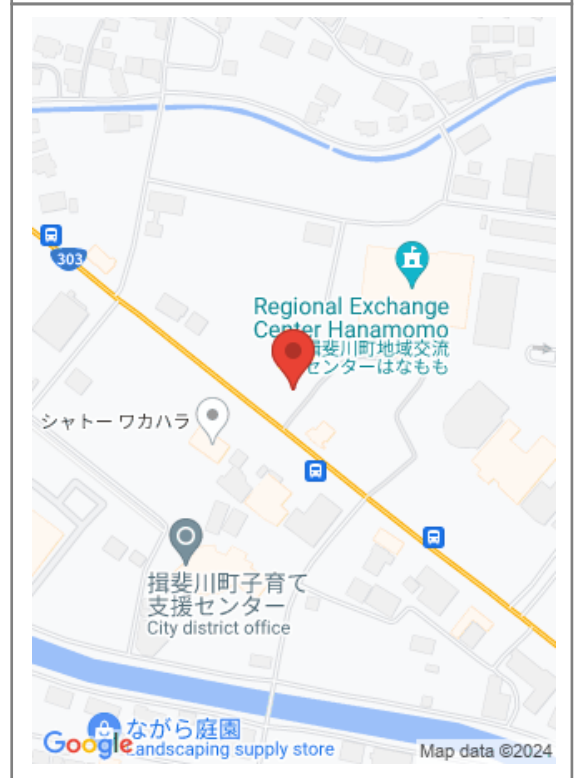 303
Regional Exchange
Center Hanamomo
揖斐川町地域交流
センターはなもも
シャトー ワカハラ
揖斐川町子育て
支援センター
City district office
ながら庭園
Landscaping supply store
Google
Map data ©2024